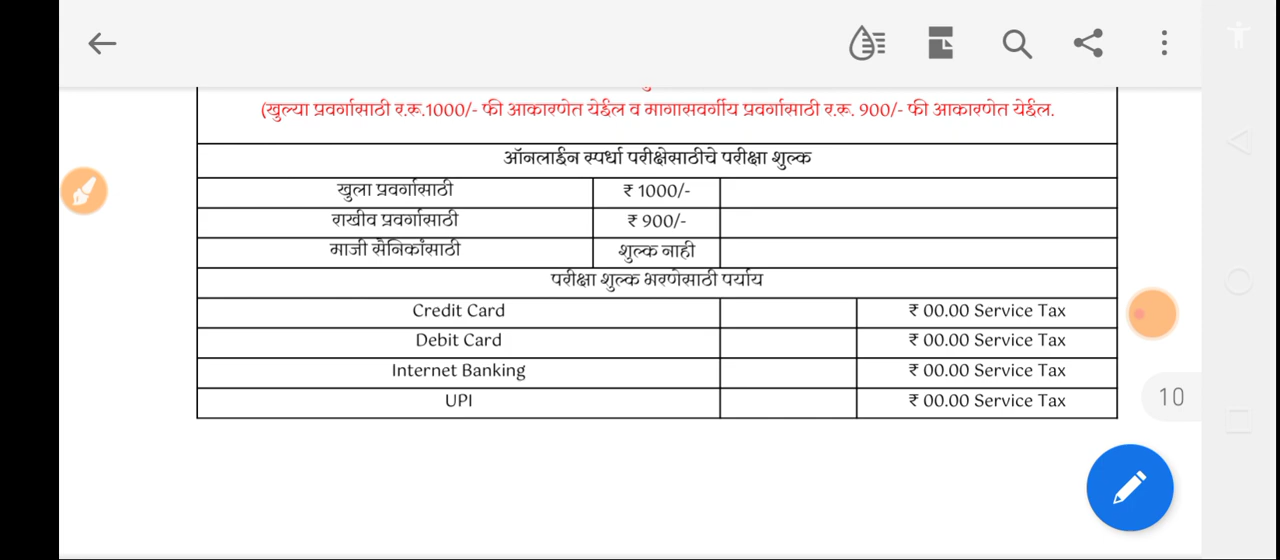 (खुल्या प्रवर्गासाठी र.रू.1000/- फी आकारणेत येईल व मागासवर्गीय प्रवर्गासाठी र.रू. 900/- फी आकारणेत येईल.
ऑनलाईन स्पर्धा परीक्षेसाठीचे परीक्षा शुल्क
खुला प्रवर्गासाठी ₹ 1000/-
राखीव प्रवर्गासाठी ₹ 900/-
माजी सैनिकांसाठी शुल्क नाही
परीक्षा शुल्क भरणेसाठी पर्याय
Credit Card ₹ 00.00 Service Tax
Debit Card ₹ 00.00 Service Tax
Internet Banking ₹ 00.00 Service Tax
10
UPI ₹ 00.00 Service Tax